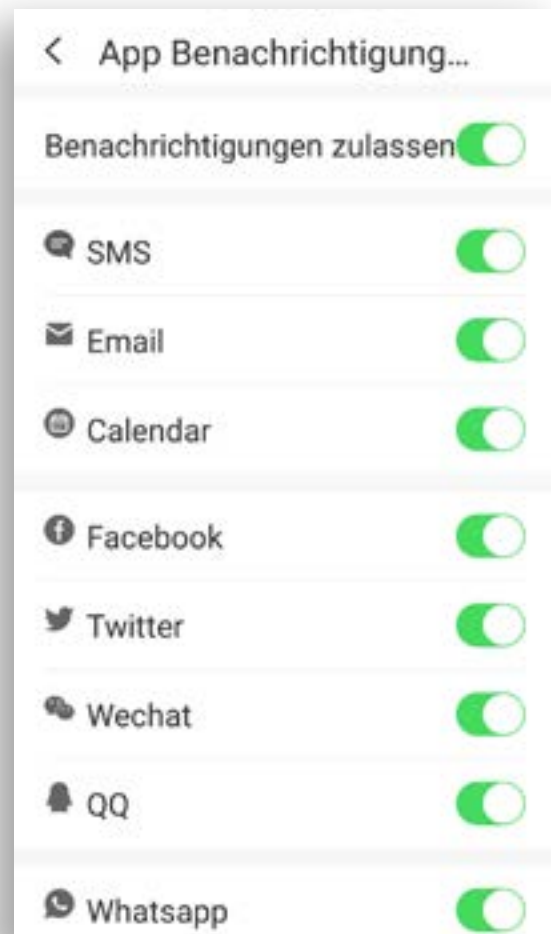 App Benachrichtigung...
Benachrichtigungen zulassen
SMS
Email
Calendar
Facebook
Twitter
Wechat
QQ
Whatsapp